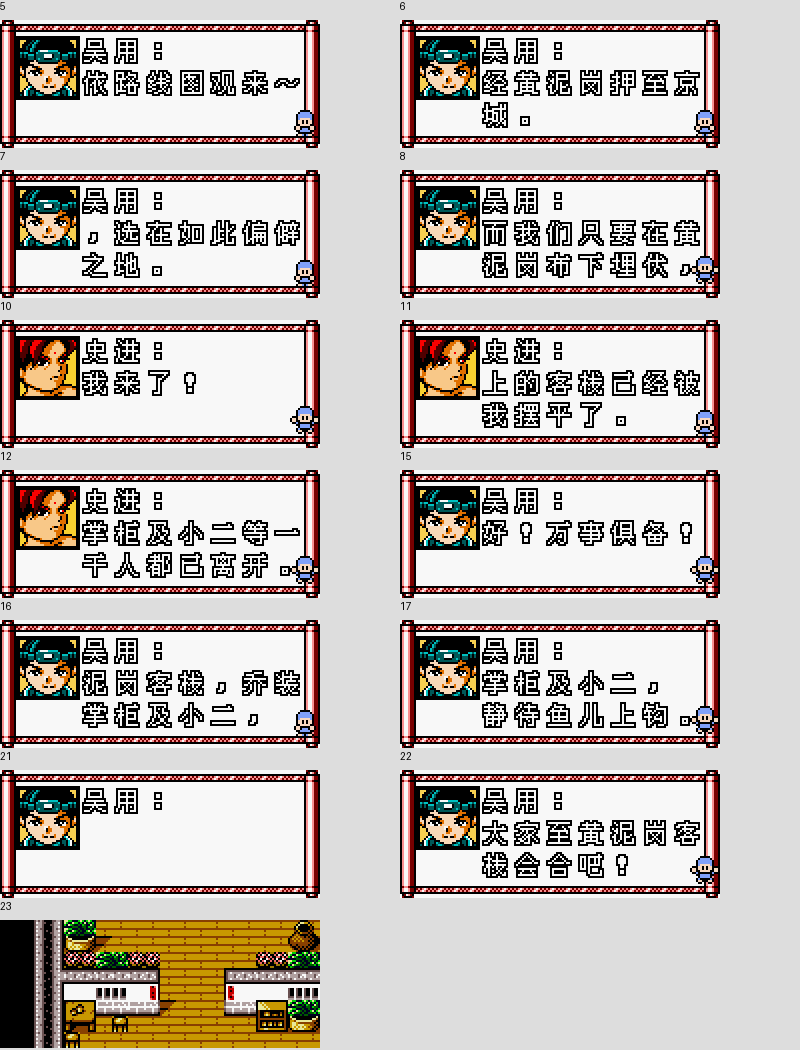 5
6
吴用：
依路线图观来～
吴用：
经黄泥岗押至京
城。
7
8
吴用：
，选在如此偏僻
之地。
吴用：
而我们只要在黄
泥岗布下埋伏，
10
11
史进：
我来了！
史进：
上的客栈已经被
我摆平了。
12
15
史进：
掌柜及小二等一
千人都已离开。
吴用：
好！万事俱备！
16
17
吴用：
泥岗客栈，乔装
掌柜及小二，
吴用：
掌柜及小二，
静待鱼儿上钩。
21
22
吴用：
吴用：
大家至黄泥岗客
栈会合吧！
23